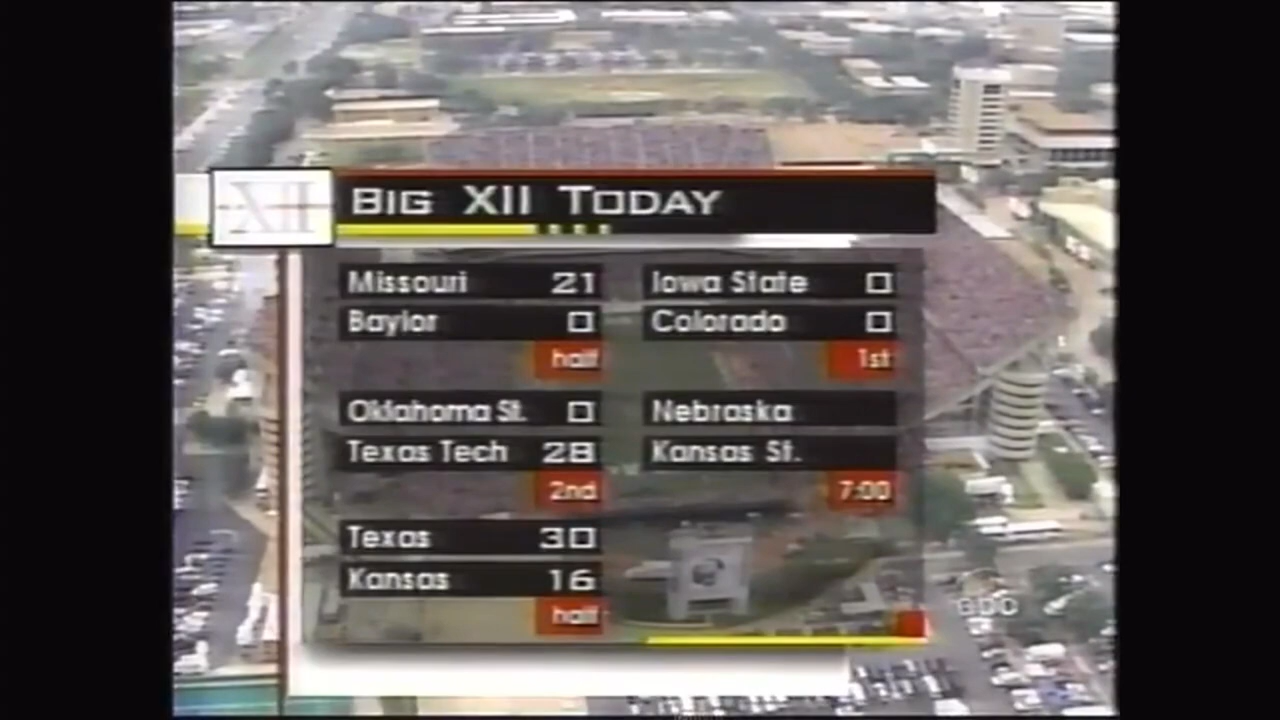 XII
BIG XII TODAY
Missouri 21
Baylor 0
half
Iowa State 0
Colorado 0
1st
Oklahoma St. 0
Texas Tech 28
2nd
Nebraska
Kansas St.
7:00
Texas 30
Kansas 16
half